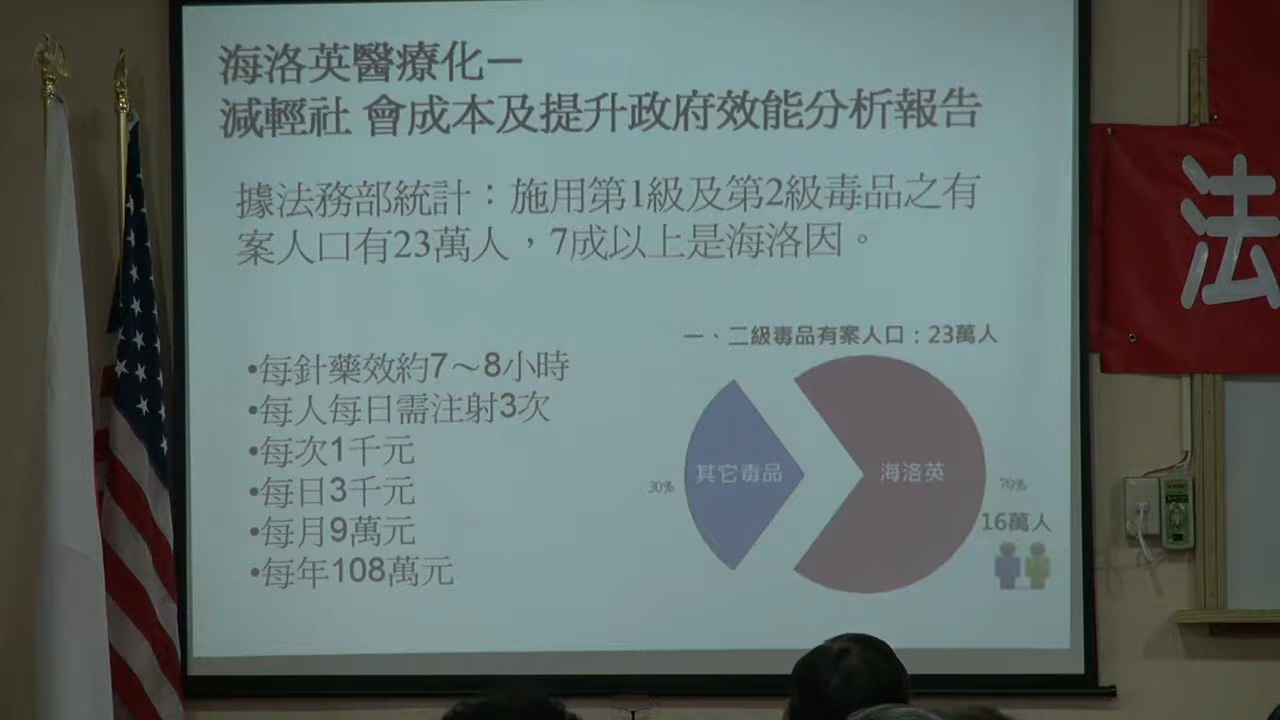 海洛英醫療化－
減輕社 會成本及提升政府效能分析報告
據法務部統計：施用第1級及第2級毒品之有
案人口有23萬人，7成以上是海洛因。
•每針藥效約7～8小時
•每人每日需注射3次
•每次1千元
•每日3千元
•每月9萬元
•每年108萬元
一、二級毒品有案人口：23萬人
30%
其它毒品
海洛英
70%
16萬人
法